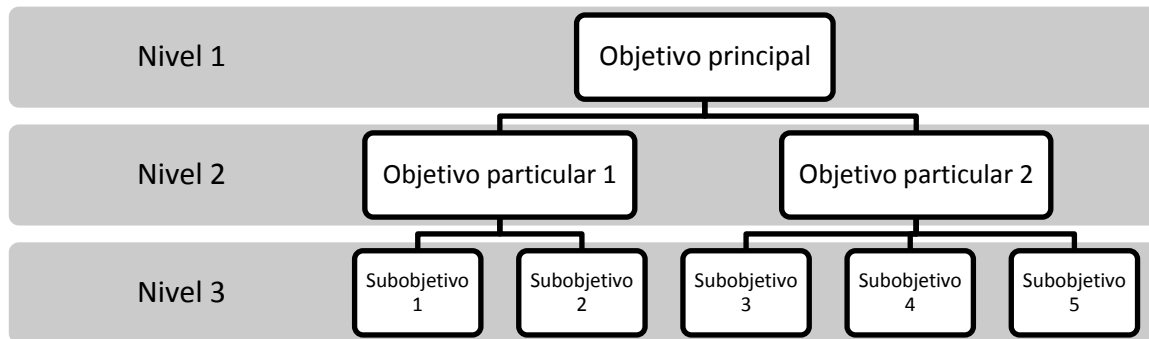 Nivel 1
Objetivo principal
Nivel 2
Objetivo particular 1
Objetivo particular 2
Nivel 3
Subobjetivo
1
Subobjetivo
2
Subobjetivo
3
Subobjetivo
4
Subobjetivo
5